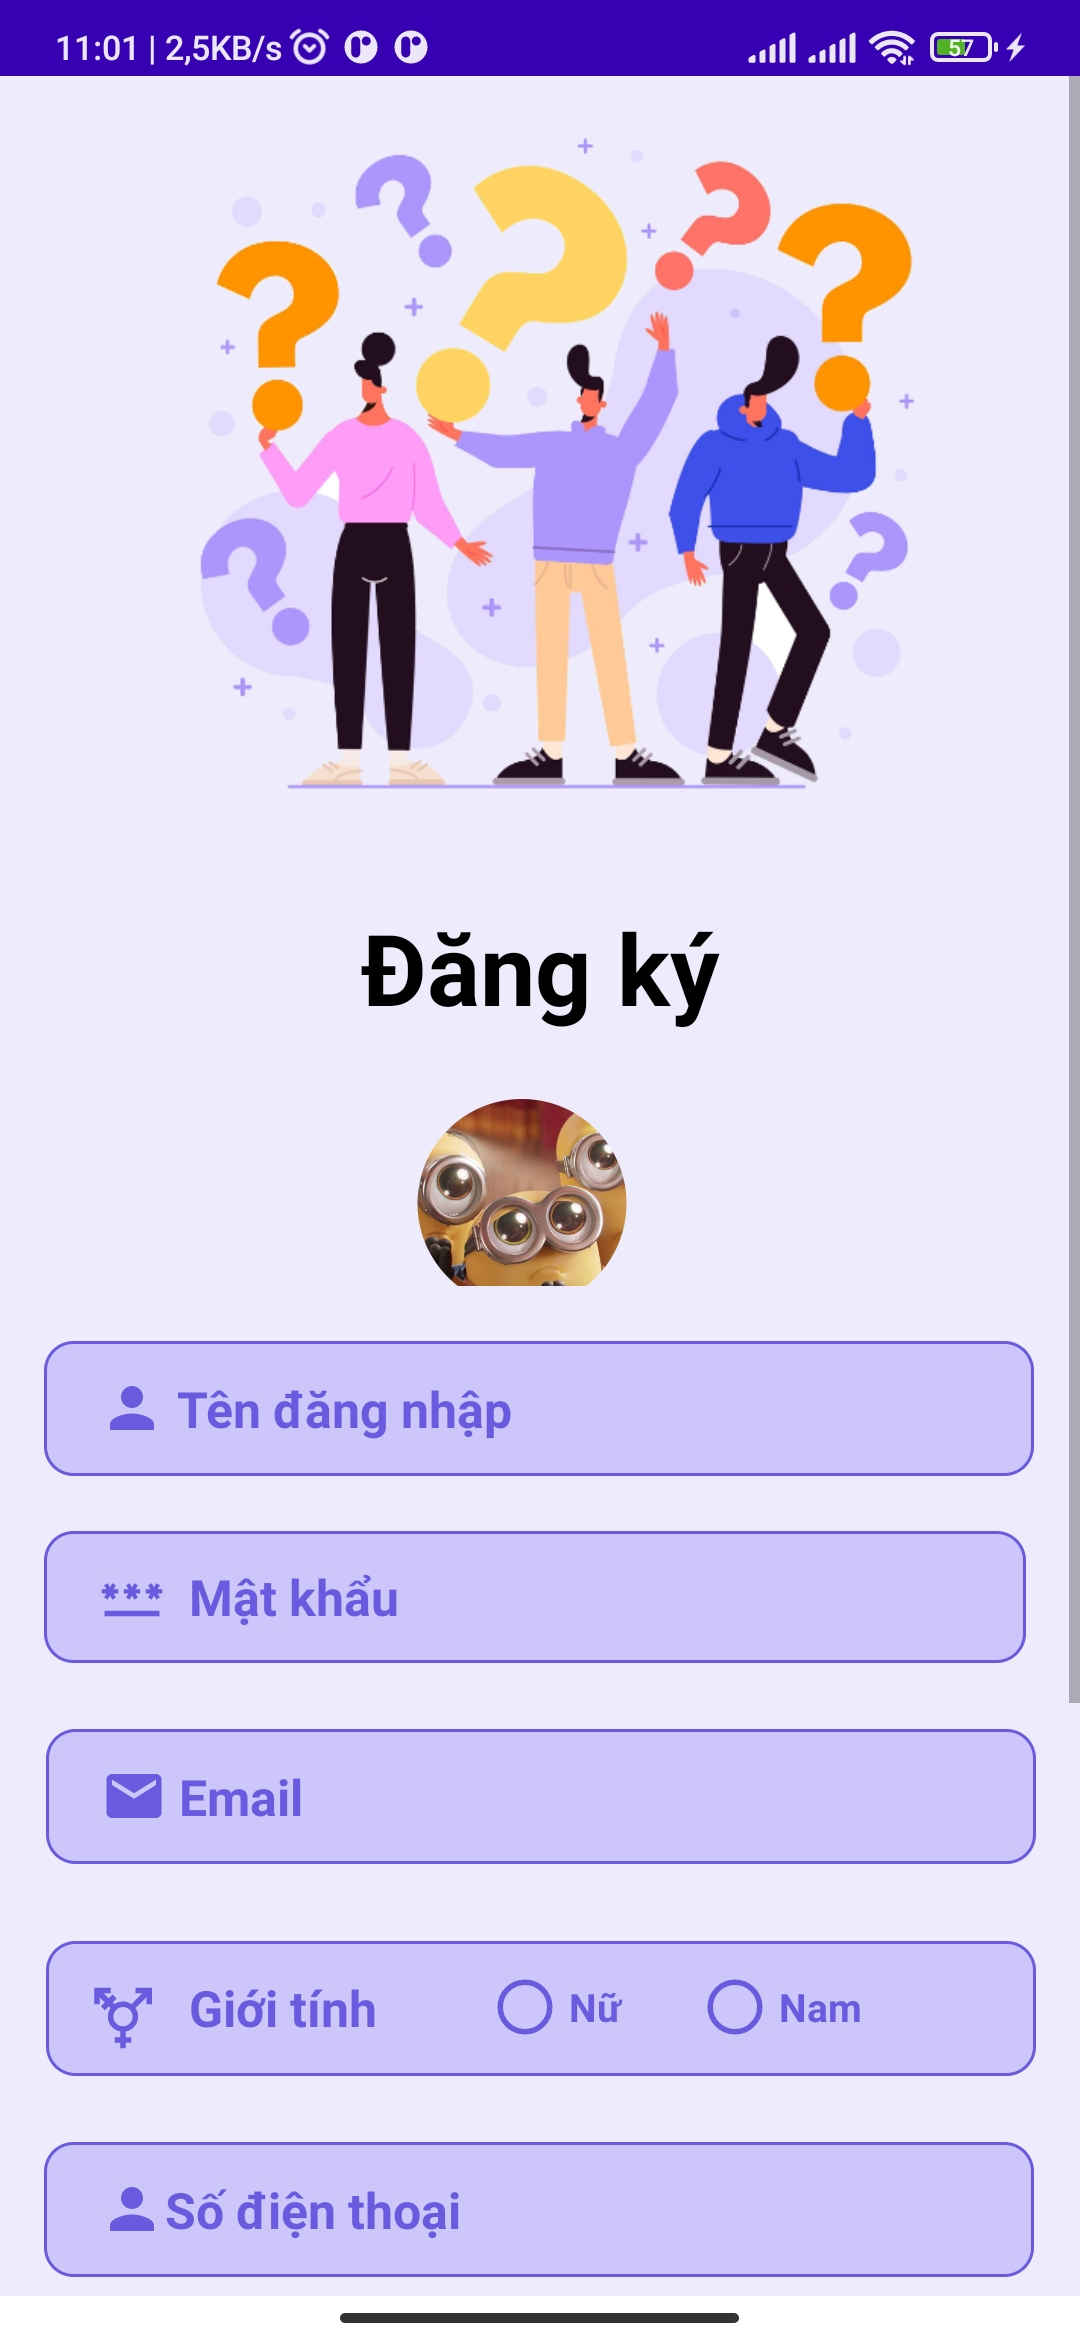 11:01 | 2,5KB/s 57
Đăng ký
Tên đăng nhập
*** Mật khẩu
Email
Giới tính Nữ Nam
Số điện thoại